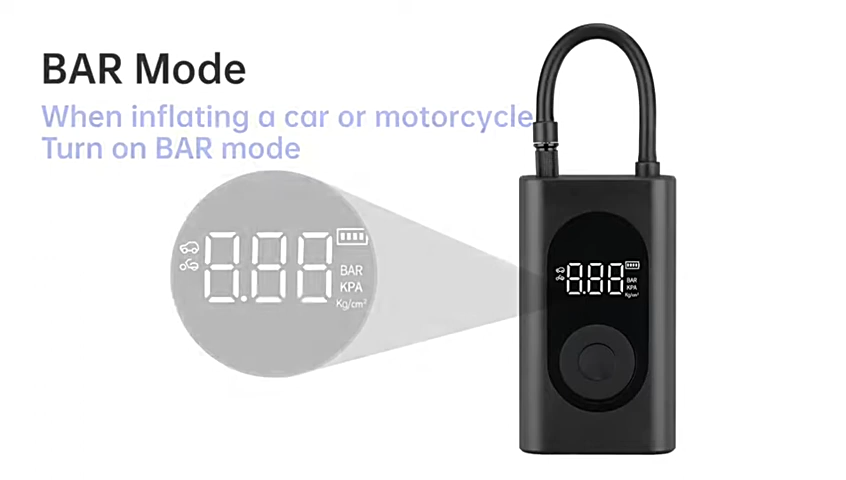 BAR Mode
When inflating a car or motorcycle
Turn on BAR mode
8.88
BAR
KPA
Kg/cm²
8.88
BAR
KPA
Kg/cm²